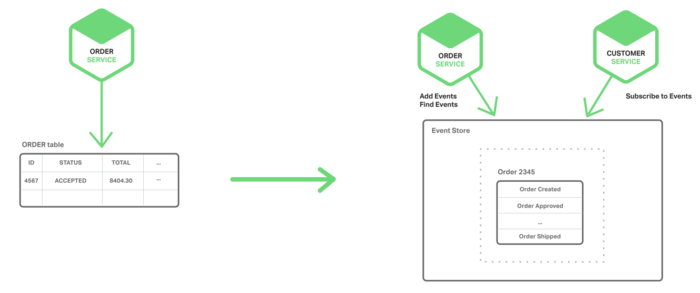 ORDER
SERVICE
ORDER table
ID STATUS TOTAL ...
4567 ACCEPTED 8404.30 ...
ORDER
SERVICE
CUSTOMER
SERVICE
Add Events
Find Events
Subscribe to Events
Event Store
Order 2345
Order Created
Order Approved
...
Order Shipped